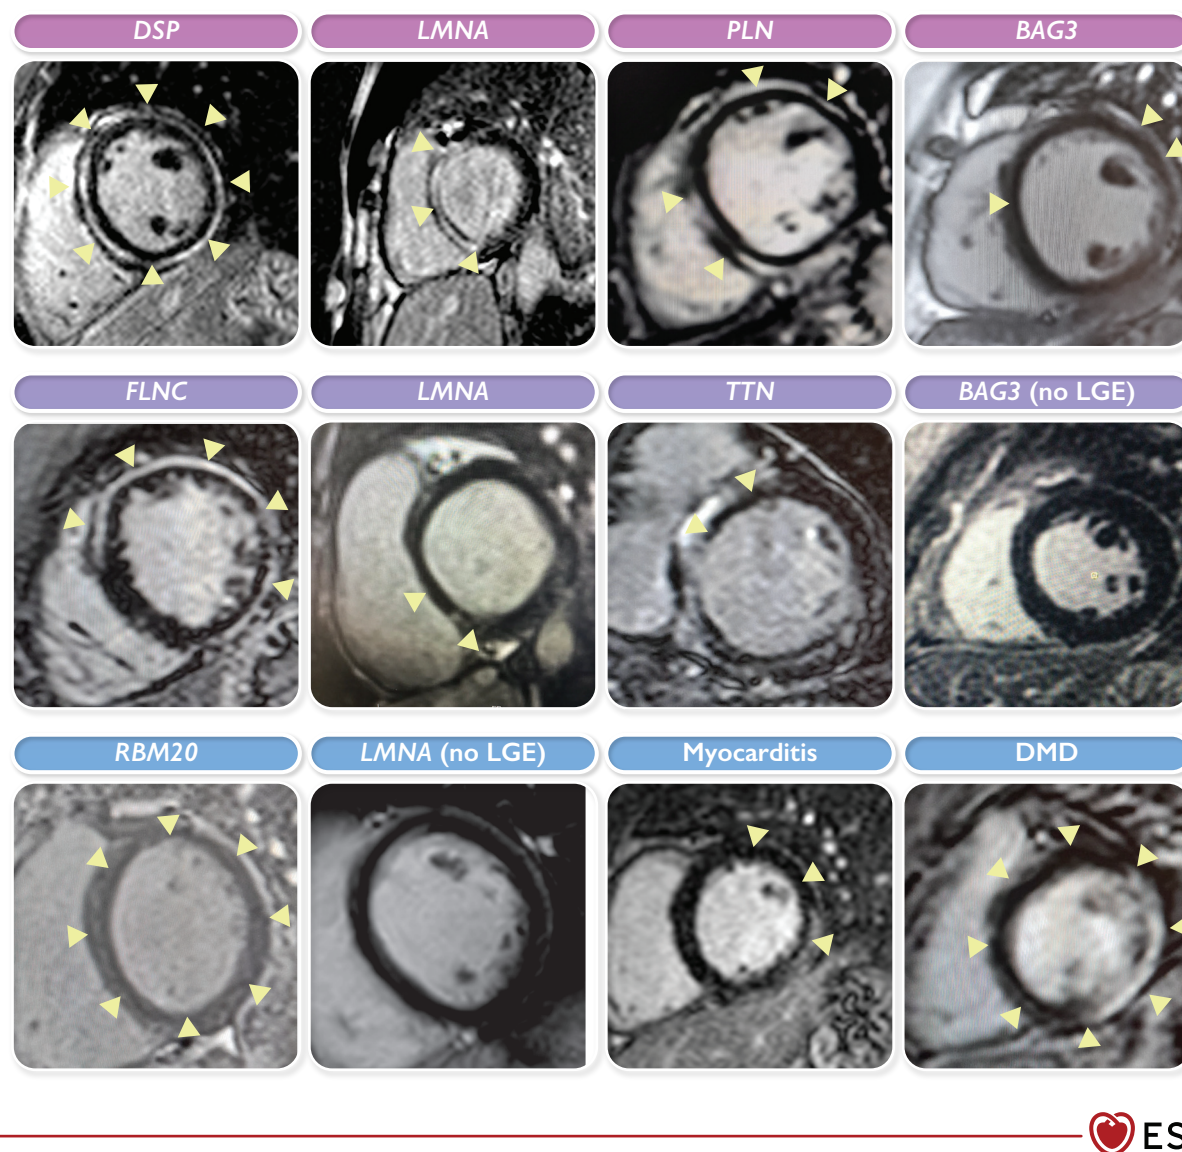 DSP
LMNA
PLN
BAG3
FLNC
LMNA
TTN
BAG3 (no LGE)
RBM20
LMNA (no LGE)
Myocarditis
DMD
ES